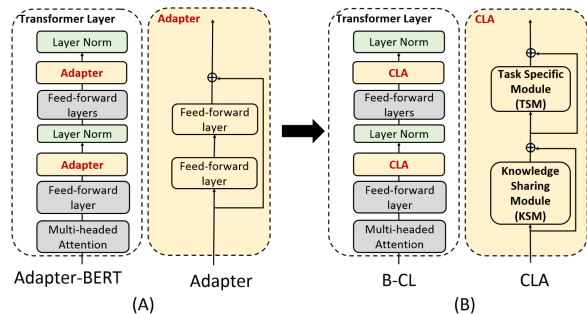 Transformer Layer
Layer Norm
Adapter
Feed-forward
layers
Layer Norm
Adapter
Feed-forward
layer
Multi-headed
Attention
Adapter-BERT
Adapter
Feed-forward
layer
Feed-forward
layer
Adapter
(A)
Transformer Layer
Layer Norm
CLA
Feed-forward
layers
Layer Norm
CLA
Feed-forward
layer
Multi-headed
Attention
B-CL
CLA
Task Specific
Module
(TSM)
Knowledge
Sharing
Module
(KSM)
CLA
(B)